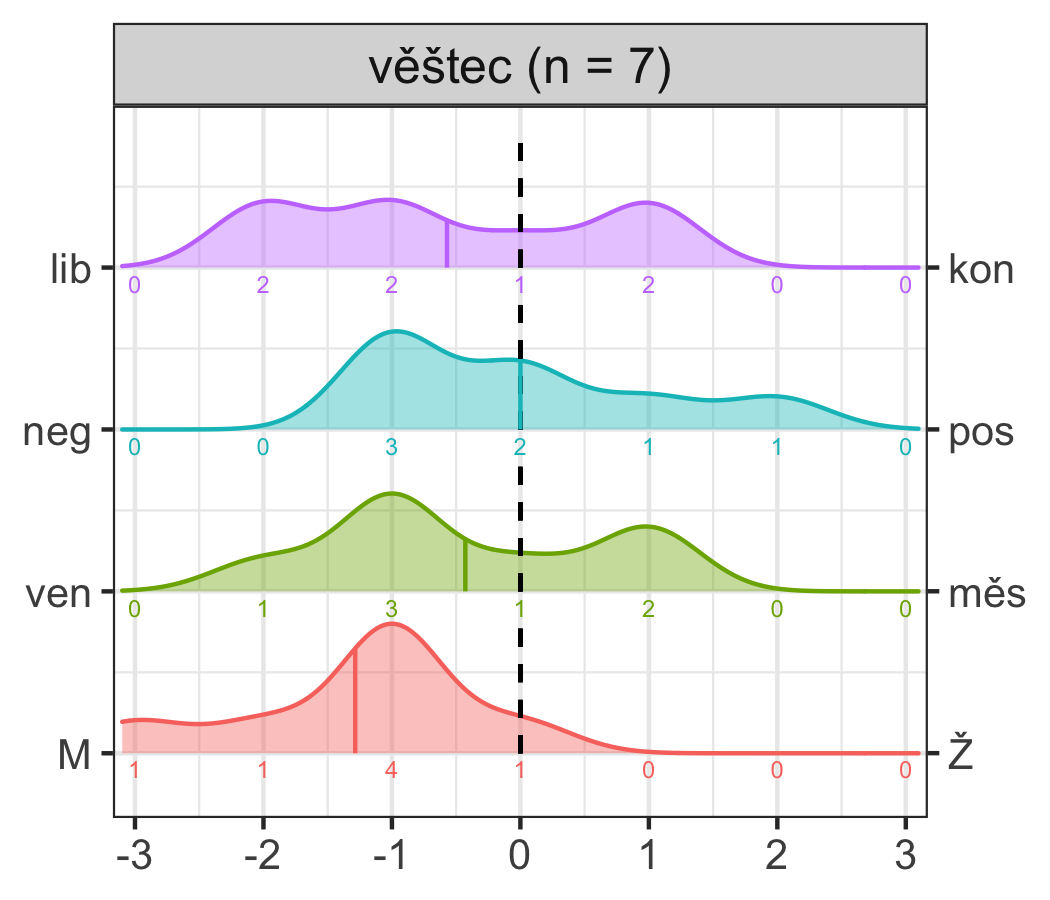 věštec (n = 7)
lib kon
0 2 2 1 2 0 0
neg pos
0 0 3 2 1 1 0
ven měs
0 1 3 1 2 0 0
M Ž
1 1 4 1 0 0 0
-3 -2 -1 0 1 2 3